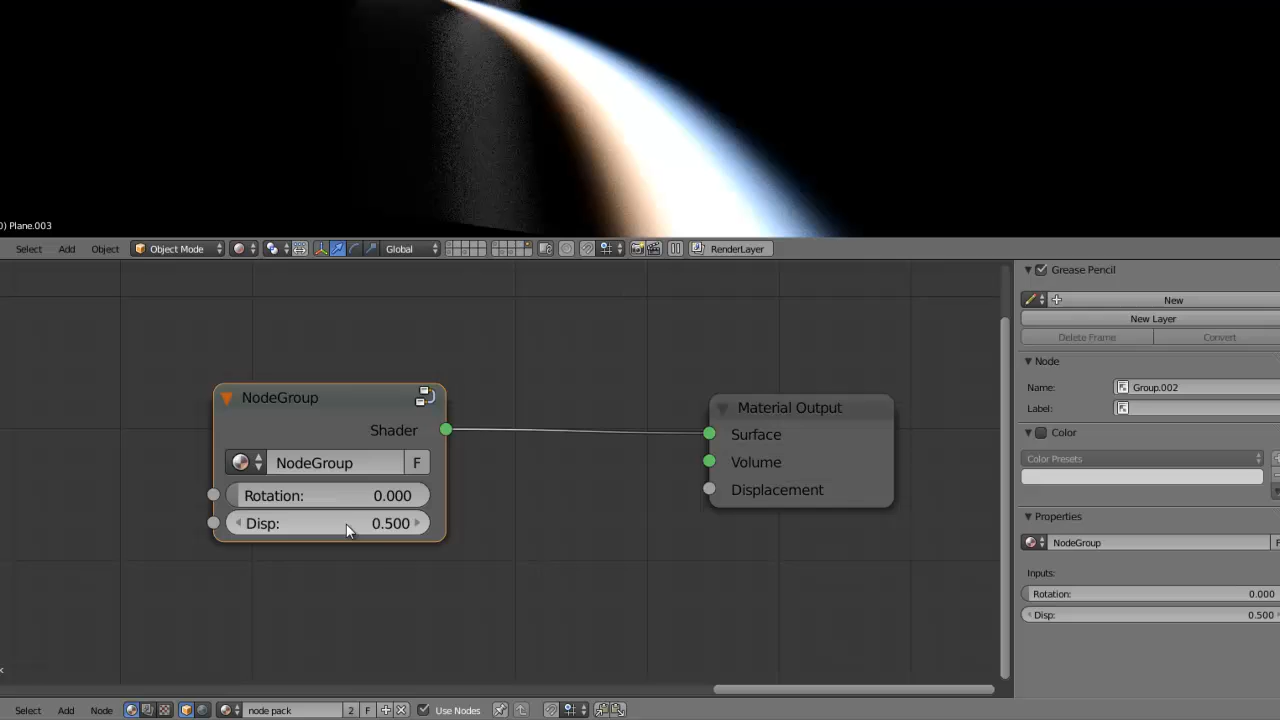 0) Plane.003
Select Add Object Object Mode Global RenderLayer
Grease Pencil
New
New Layer
Delete Frame Convert
Node
Name: Group.002
Label:
Color
Color Presets
Properties
NodeGroup F
Inputs:
Rotation: 0.000
Disp: 0.500
NodeGroup
Shader
NodeGroup F
Rotation: 0.000
Disp: 0.500
Material Output
Surface
Volume
Displacement
Select Add Node node pack 2 F Use Nodes